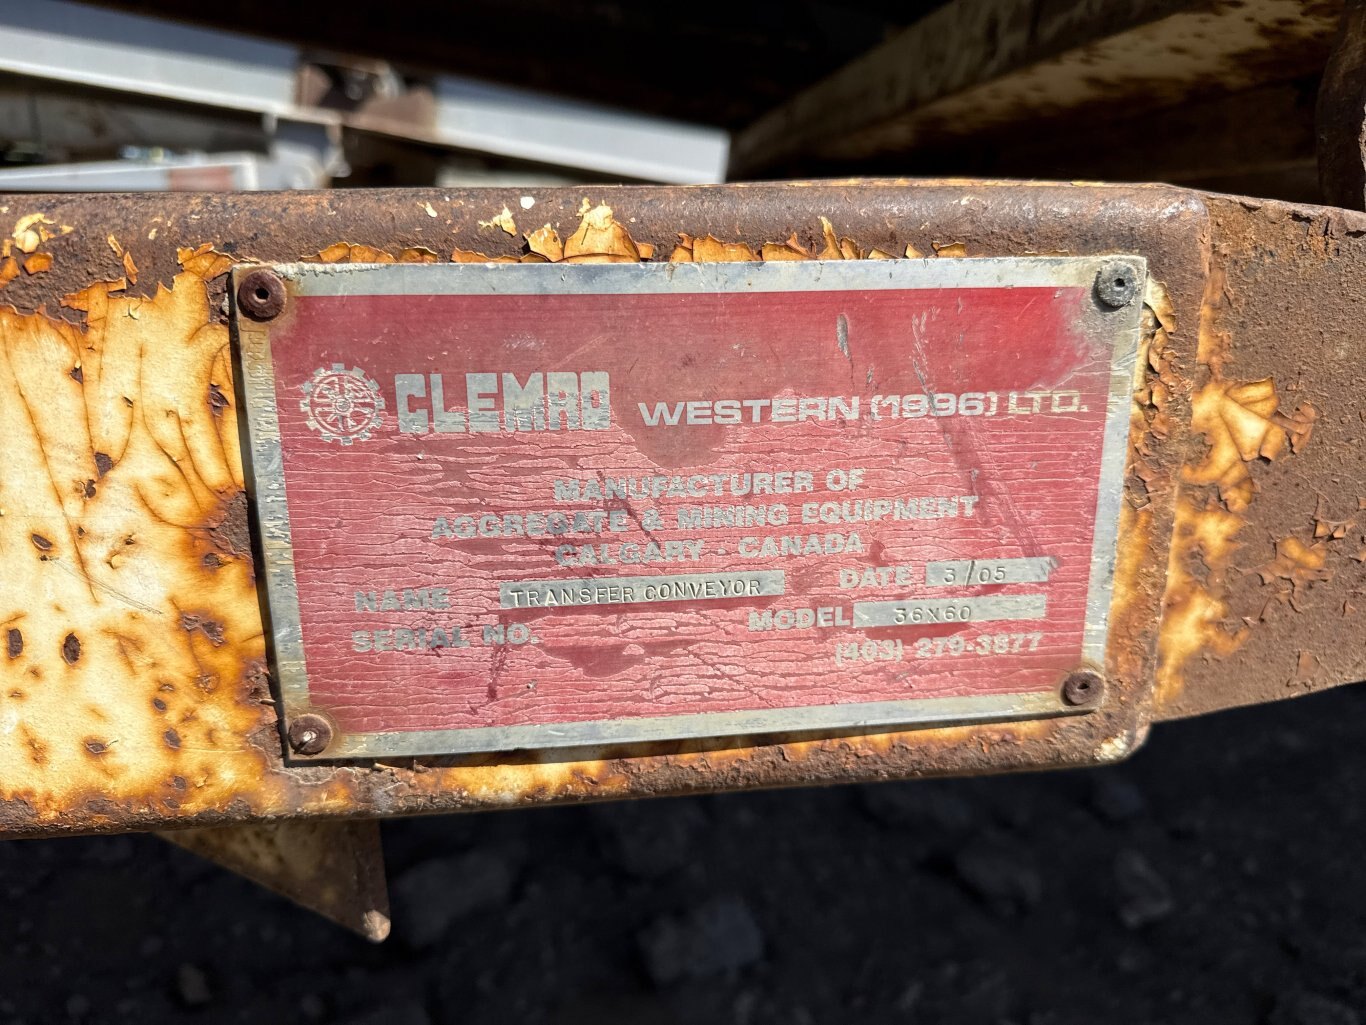 CLEMRO WESTERN (1996) LTD.
MANUFACTURER OF
AGGREGATE & MINING EQUIPMENT
CALGARY - CANADA
NAME TRANSFER CONVEYOR DATE 3/05
SERIAL NO. MODEL 36X60
(403) 279-3877